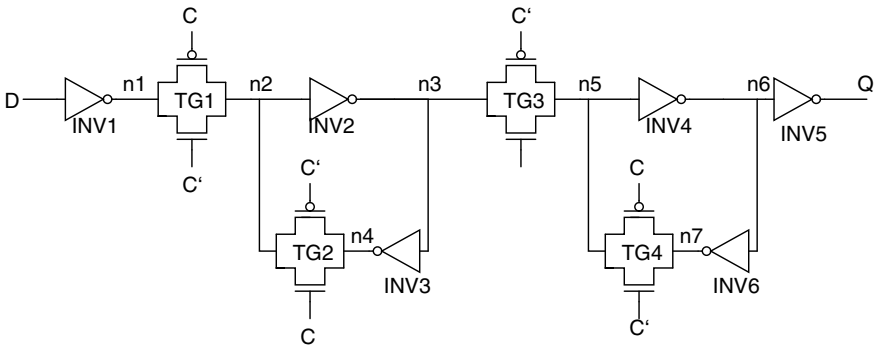 C C‘
D n1 TG1 n2 n3 TG3 n5 n6 Q
INV1 INV2 INV4 INV5
C‘ C‘ C
TG2 n4 TG4 n7
INV3 INV6
C C‘